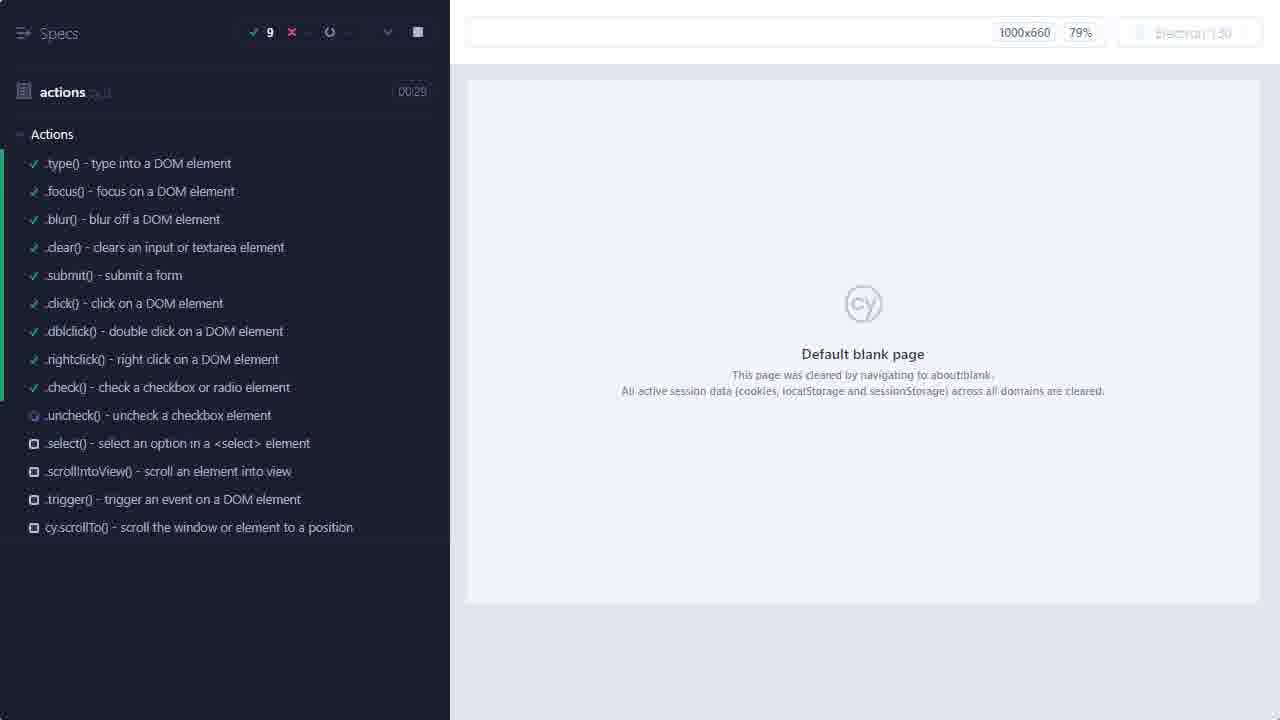 Specs
9
1000x660
79%
actions
00:29
Actions
.type() - type into a DOM element
.focus() - focus on a DOM element
.blur() - blur off a DOM element
.clear() - clears an input or textarea element
.submit() - submit a form
.click() - click on a DOM element
.dblclick() - double click on a DOM element
.rightclick() - right click on a DOM element
.check() - check a checkbox or radio element
.uncheck() - uncheck a checkbox element
.select() - select an option in a <select> element
.scrollIntoView() - scroll an element into view
.trigger() - trigger an event on a DOM element
cy.scrollTo() - scroll the window or element to a position
cy
Default blank page
This page was cleared by navigating to about:blank.
All active session data (cookies, localStorage and sessionStorage) across all domains are cleared.